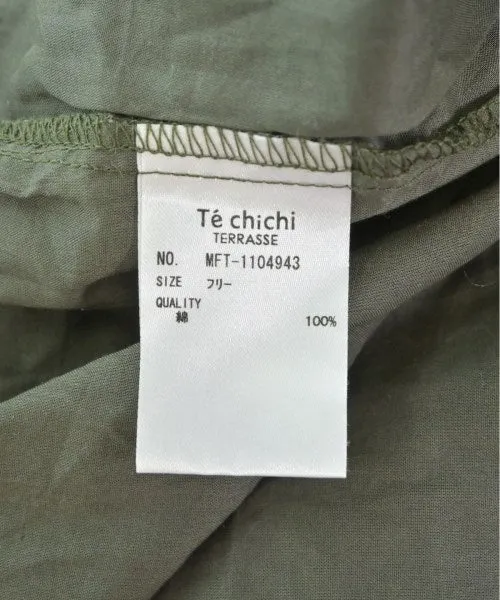 Té chichi
TERRASSE
NO. MFT-1104943
SIZE フリー
QUALITY
綿 100%